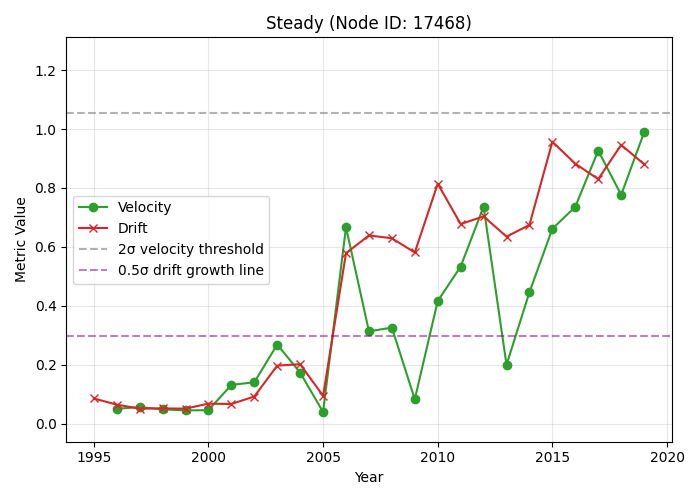 Steady (Node ID: 17468)
1.2
1.0
0.8
0.6
0.4
0.2
0.0
Metric Value
Velocity
Drift
2σ velocity threshold
0.5σ drift growth line
1995 2000 2005 2010 2015 2020
Year